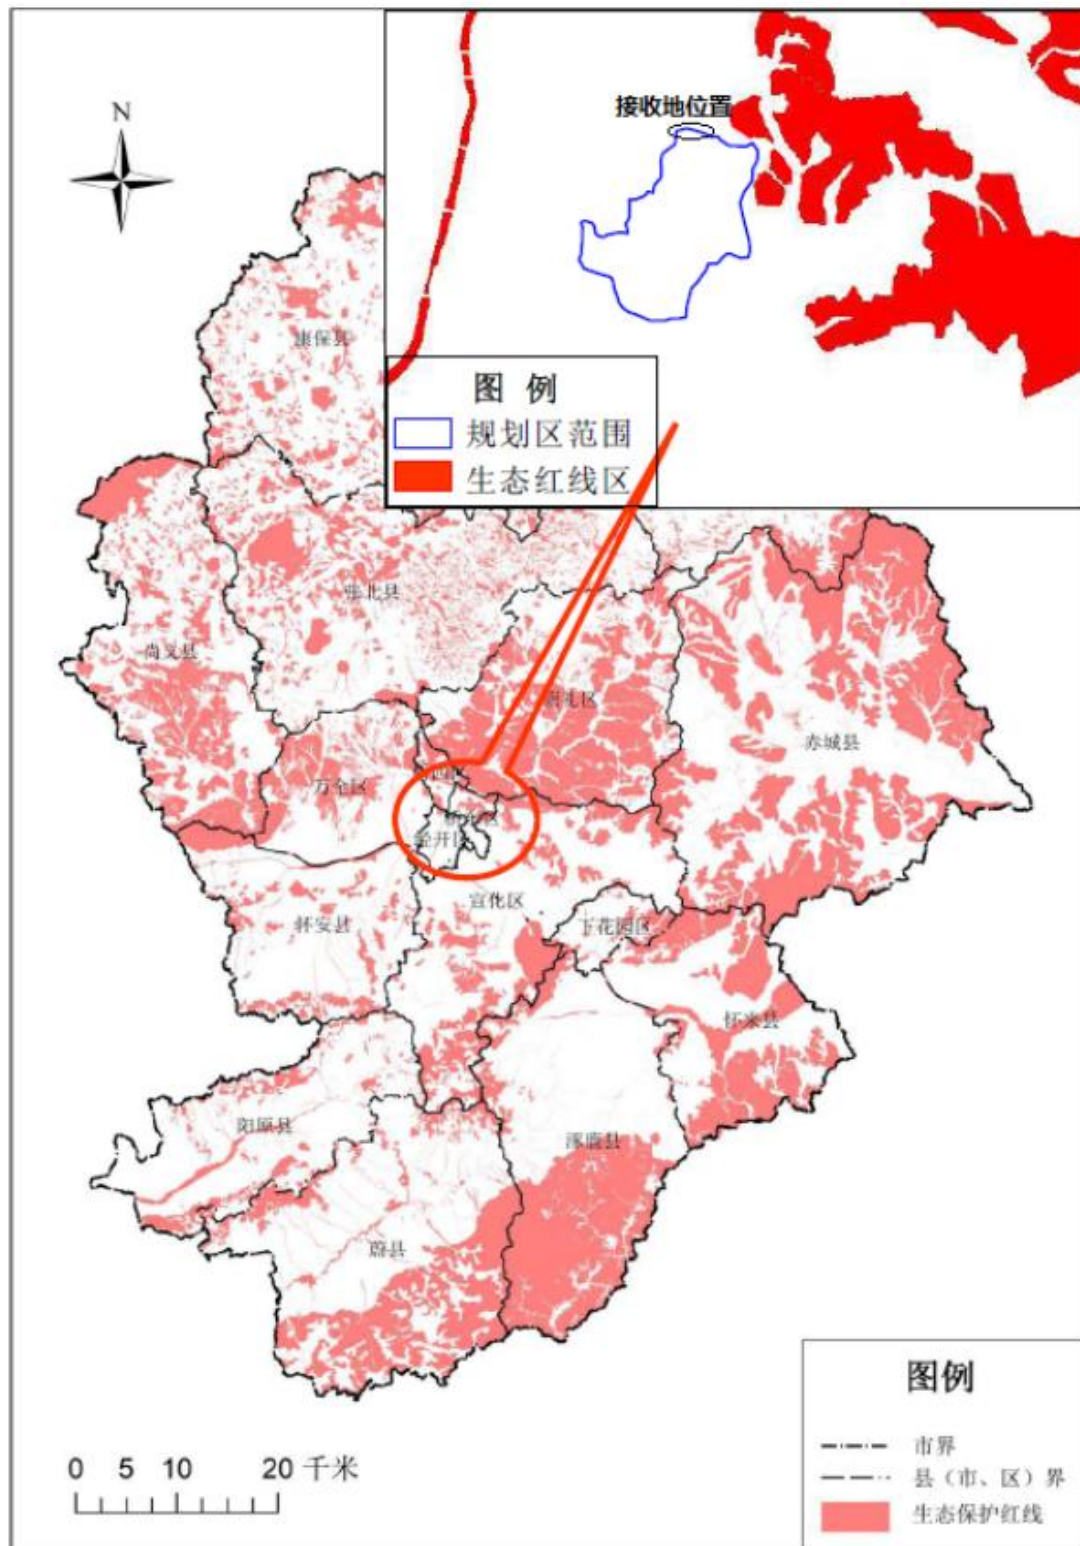 接收地位置
N
图 例
规划区范围
生态红线区
康保县
张北县
尚义县
崇礼区
赤城县
万全区
桥东区
经开区
宣化区
怀安县
下花园区
怀来县
阳原县
涿鹿县
蔚县
图例
市界
县（市、区）界
生态保护红线
0 5 10 20 千米